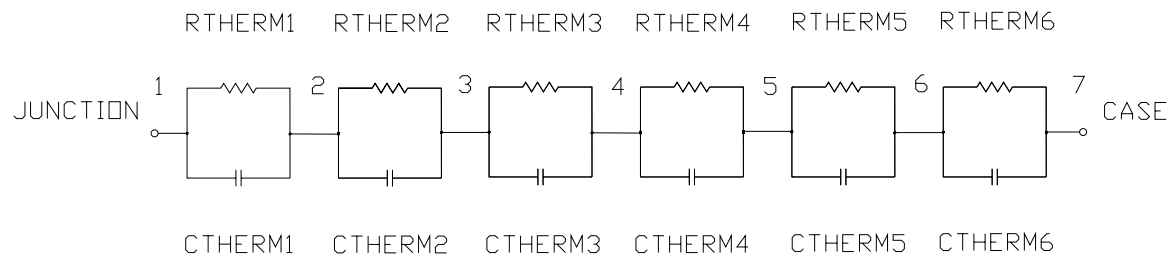 RTHERM1 RTHERM2 RTHERM3 RTHERM4 RTHERM5 RTHERM6
1 2 3 4 5 6 7
JUNCTION CASE
CTHERM1 CTHERM2 CTHERM3 CTHERM4 CTHERM5 CTHERM6